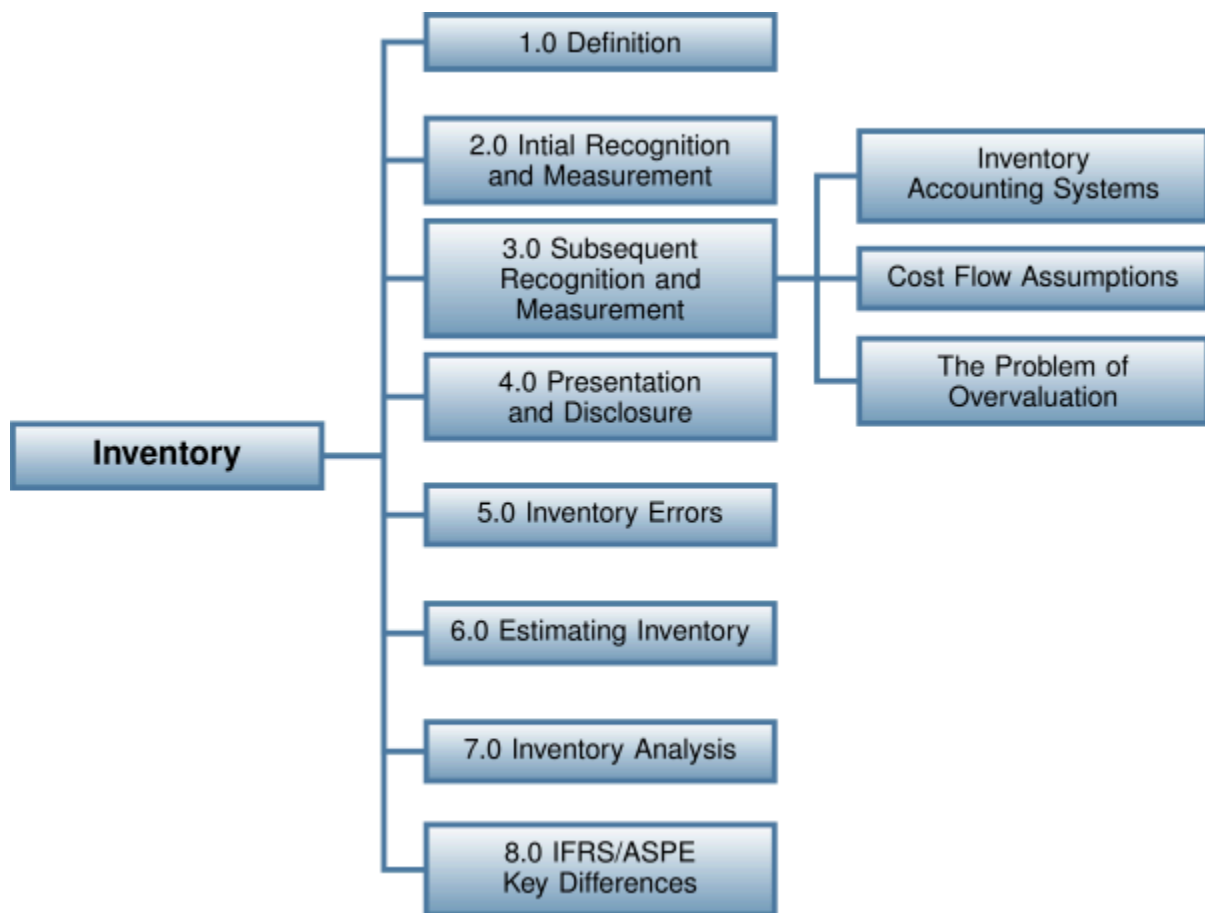 Inventory
1.0 Definition
2.0 Intial Recognition
and Measurement
3.0 Subsequent
Recognition and
Measurement
Inventory
Accounting Systems
Cost Flow Assumptions
The Problem of
Overvaluation
4.0 Presentation
and Disclosure
5.0 Inventory Errors
6.0 Estimating Inventory
7.0 Inventory Analysis
8.0 IFRS/ASPE
Key Differences